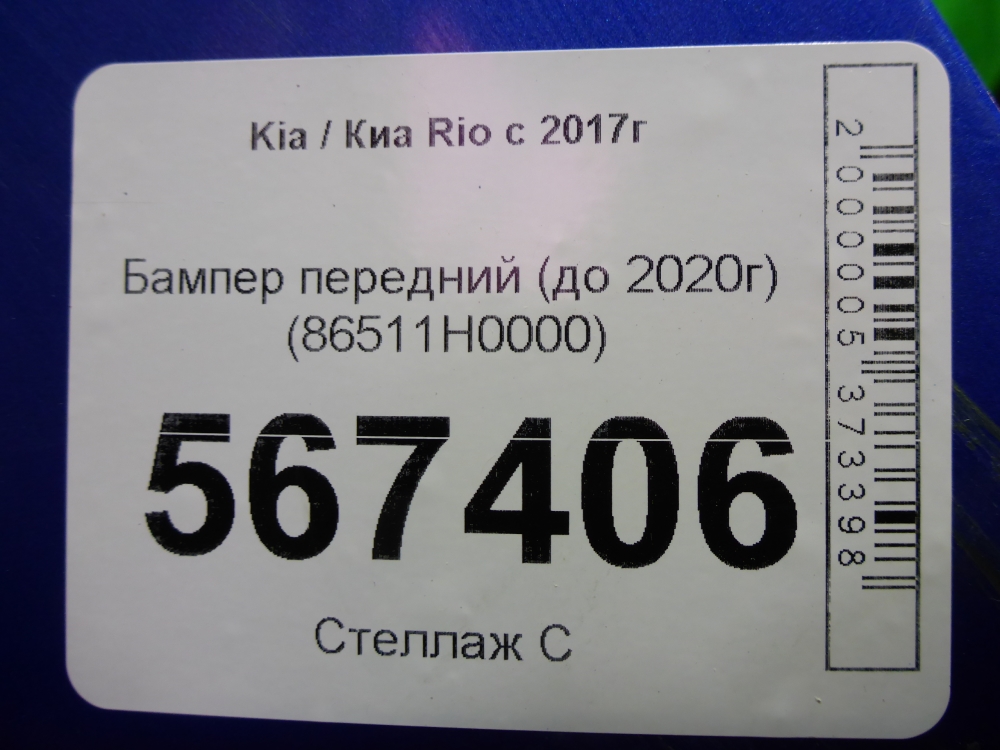 Kia / Киа Rio с 2017г
Бампер передний (до 2020г)
(86511H0000)
567406
Стеллаж С
2000005373398